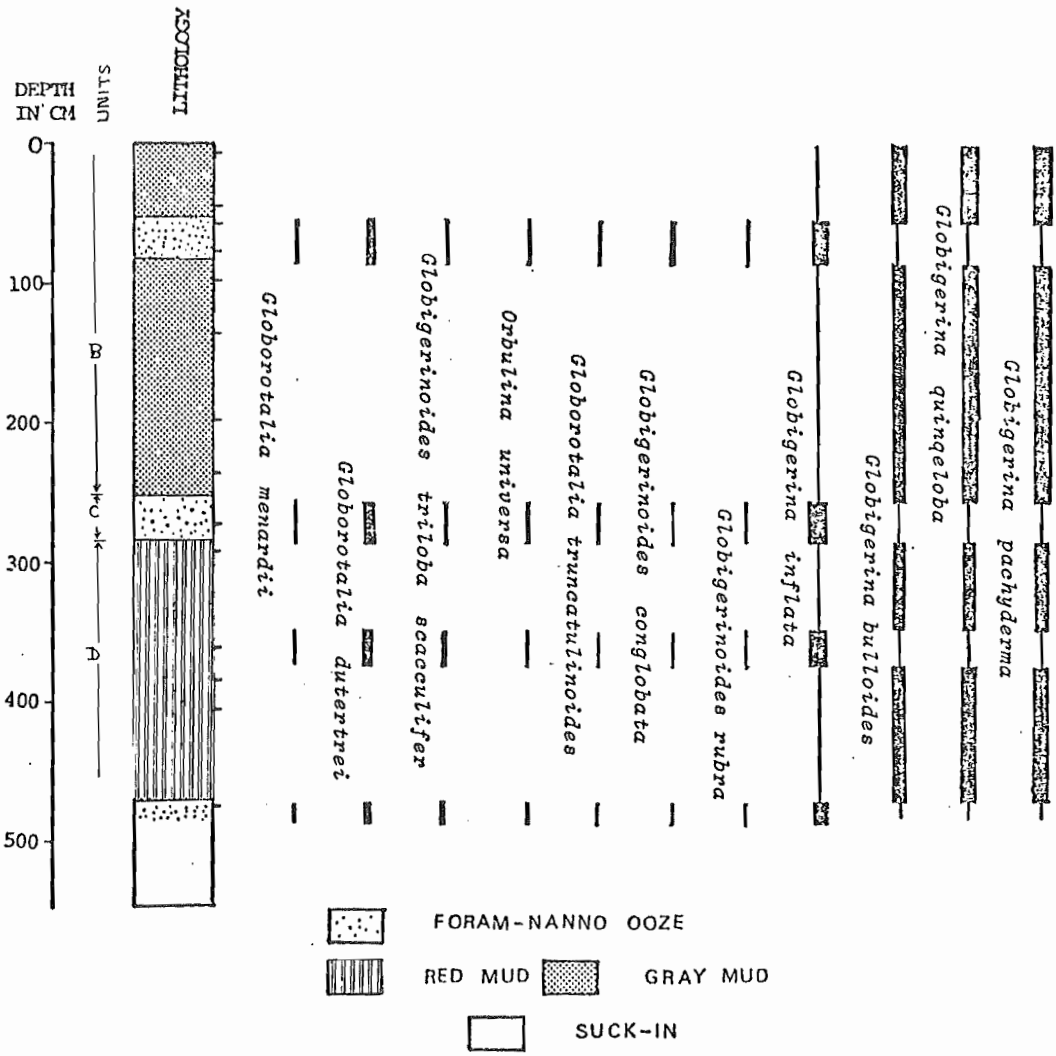 DEPTH
IN CM
UNITS
LITHOLOGY
0
100
200
300
400
500
B
C
A
Globorotalia menardii
Globorotalia dutertrei
Globigerinoides triloba scacculifer
Orbulina universa
Globorotalia truncatulinoides
Globigerinoides conglobata
Globigerinoides rubra
Globigerina inflata
Globigerina bulloides
Globigerina quinqeloba
Globigerina pachyderma
FORAM-NANNO OOZE
RED MUD
GRAY MUD
SUCK-IN